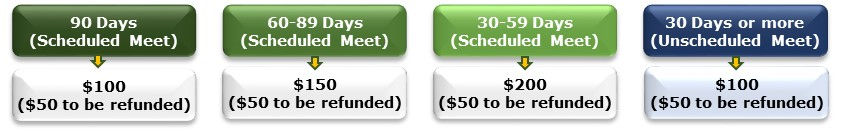 90 Days
(Scheduled Meet)
$100
($50 to be refunded)
60-89 Days
(Scheduled Meet)
$150
($50 to be refunded)
30-59 Days
(Scheduled Meet)
$200
($50 to be refunded)
30 Days or more
(Unscheduled Meet)
$100
($50 to be refunded)